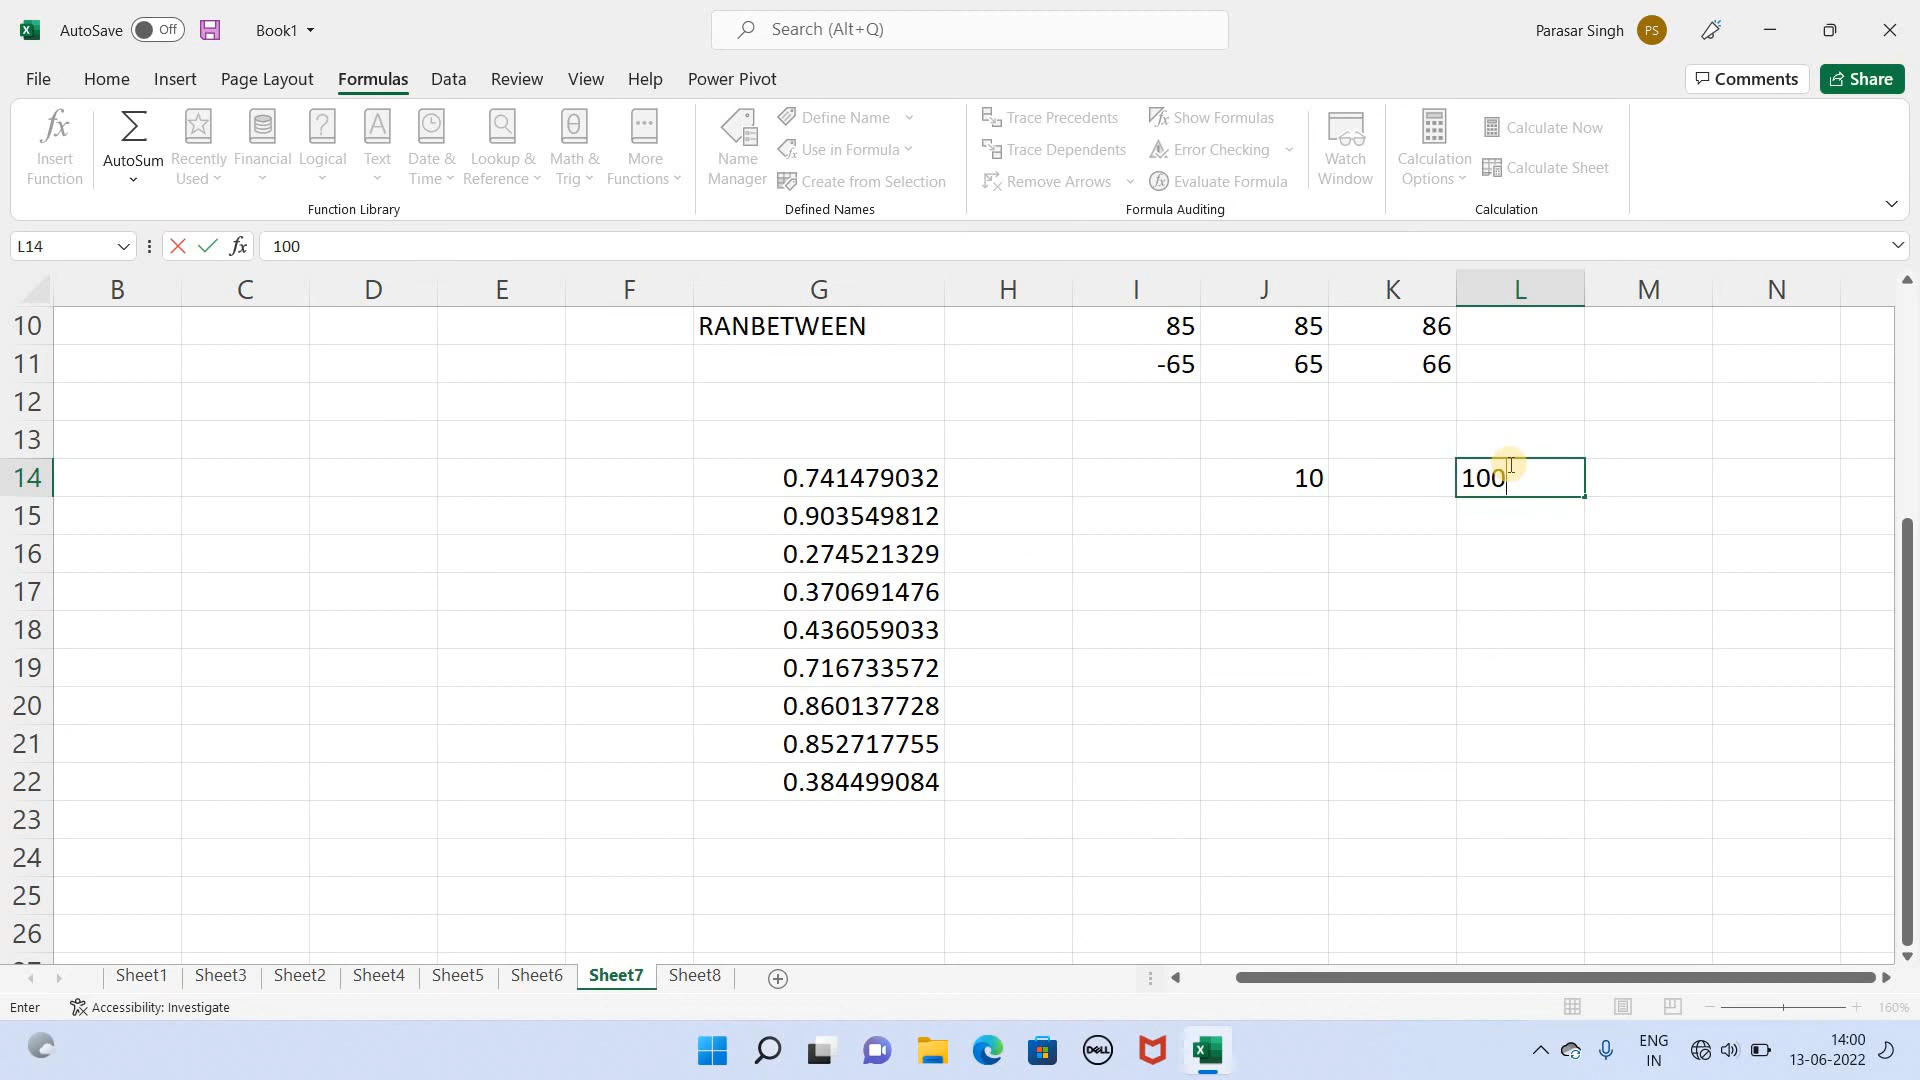 AutoSave Off Book1 Search (Alt+Q) Parasar Singh PS
File Home Insert Page Layout Formulas Data Review View Help Power Pivot Comments Share
Insert Function
AutoSum
Recently Used
Financial
Logical
Text
Date & Time
Lookup & Reference
Math & Trig
More Functions
Function Library
Name Manager
Define Name
Use in Formula
Create from Selection
Defined Names
Trace Precedents
Trace Dependents
Remove Arrows
Show Formulas
Error Checking
Evaluate Formula
Formula Auditing
Watch Window
Calculation Options
Calculate Now
Calculate Sheet
Calculation
L14 fx 100
B C D E F G H I J K L M N
10 RANBETWEEN 85 85 86
11 -65 65 66
12
13
14 0.741479032 10 100
15 0.903549812
16 0.274521329
17 0.370691476
18 0.436059033
19 0.716733572
20 0.860137728
21 0.852717755
22 0.384499084
23
24
25
26
Sheet1 Sheet3 Sheet2 Sheet4 Sheet5 Sheet6 Sheet7 Sheet8
Enter Accessibility: Investigate 160%
DELL
ENG
IN
14:00
13-06-2022